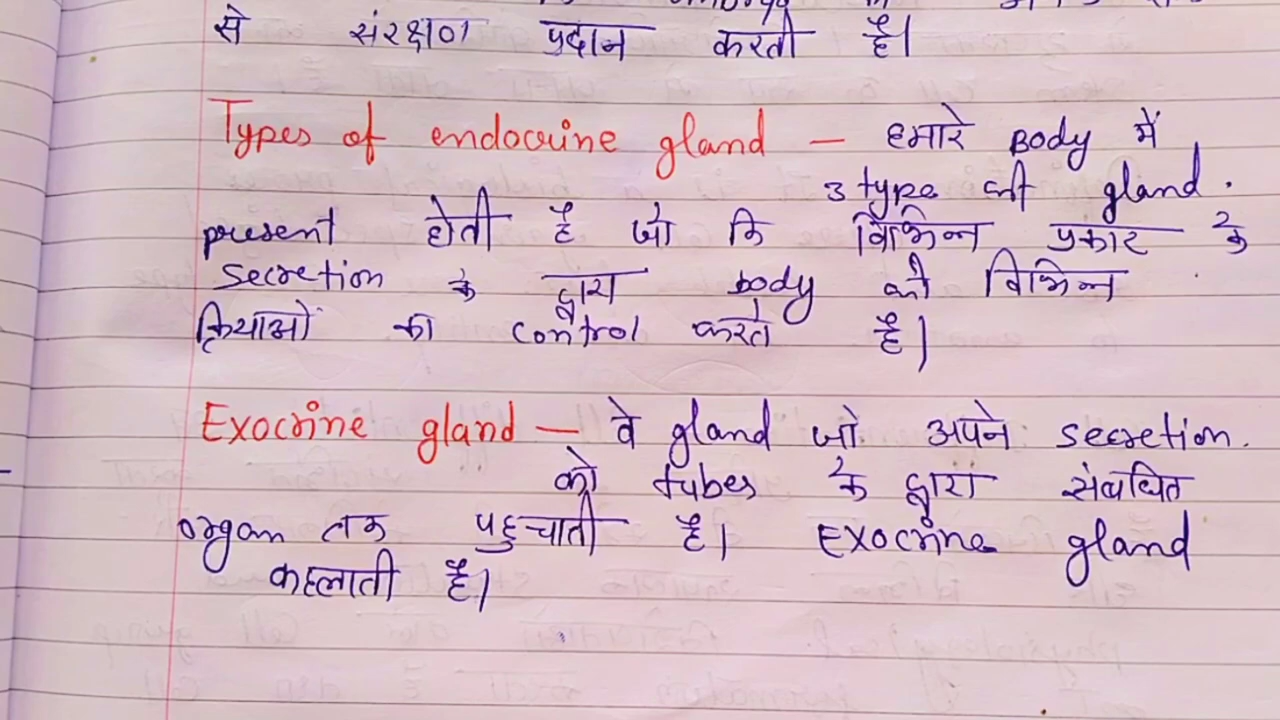 से संरक्षण प्रदान करती है।
Types of endocrine gland – हमारे Body में
3 type की gland.
present होती है जो कि विभिन्न प्रकार के
secretion के द्वारा body की विभिन्न
क्रियाओं का control करते है।
Exocrine gland – वे gland जो अपने secretion.
को tubes के द्वारा संबधित
organ तक पहुचाती है। Exocrine gland
कहलाती है।